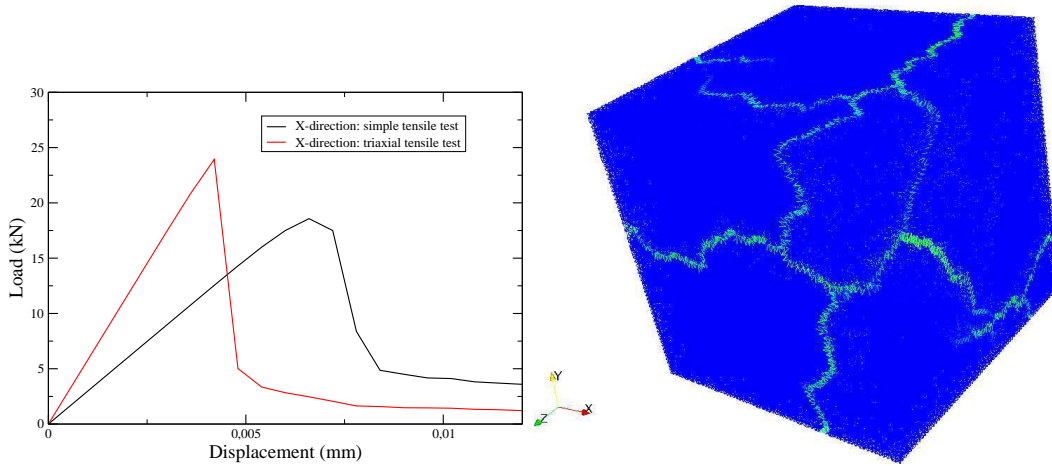 30
25
20
15
10
5
0
0
0,005
0,01
Load (kN)
Displacement (mm)
X-direction: simple tensile test
X-direction: triaxial tensile test
Y
Z
X